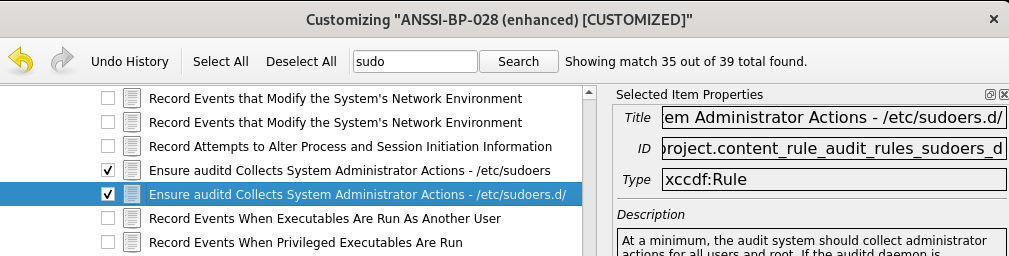 Customizing "ANSSI-BP-028 (enhanced) [CUSTOMIZED]"
Undo History Select All Deselect All sudo Search Showing match 35 out of 39 total found.
Record Events that Modify the System's Network Environment
Record Events that Modify the System's Network Environment
Record Attempts to Alter Process and Session Initiation Information
Ensure auditd Collects System Administrator Actions - /etc/sudoers
Ensure auditd Collects System Administrator Actions - /etc/sudoers.d/
Record Events When Executables Are Run As Another User
Record Events When Privileged Executables Are Run
Selected Item Properties
Title em Administrator Actions - /etc/sudoers.d/
ID project.content_rule_audit_rules_sudoers_d
Type xccdf:Rule
Description
At a minimum, the audit system should collect administrator
actions for all users and root. If the auditd daemon is